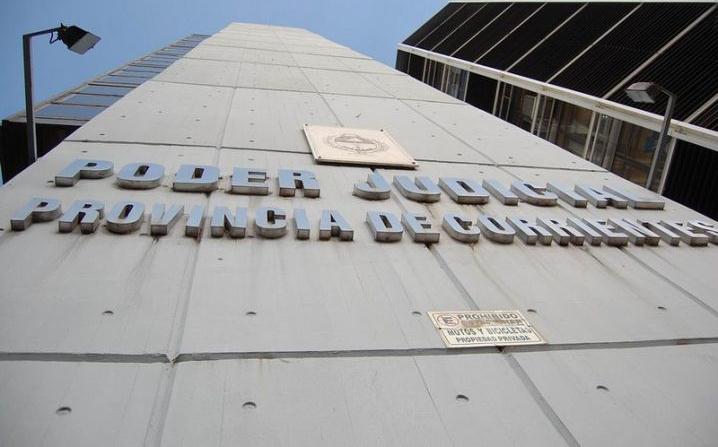 PODER JUDICIAL
PROVINCIA DE CORRIENTES
E PROHIBIDO
MOTOS Y BICICLETAS
PROPIEDAD PRIVADA